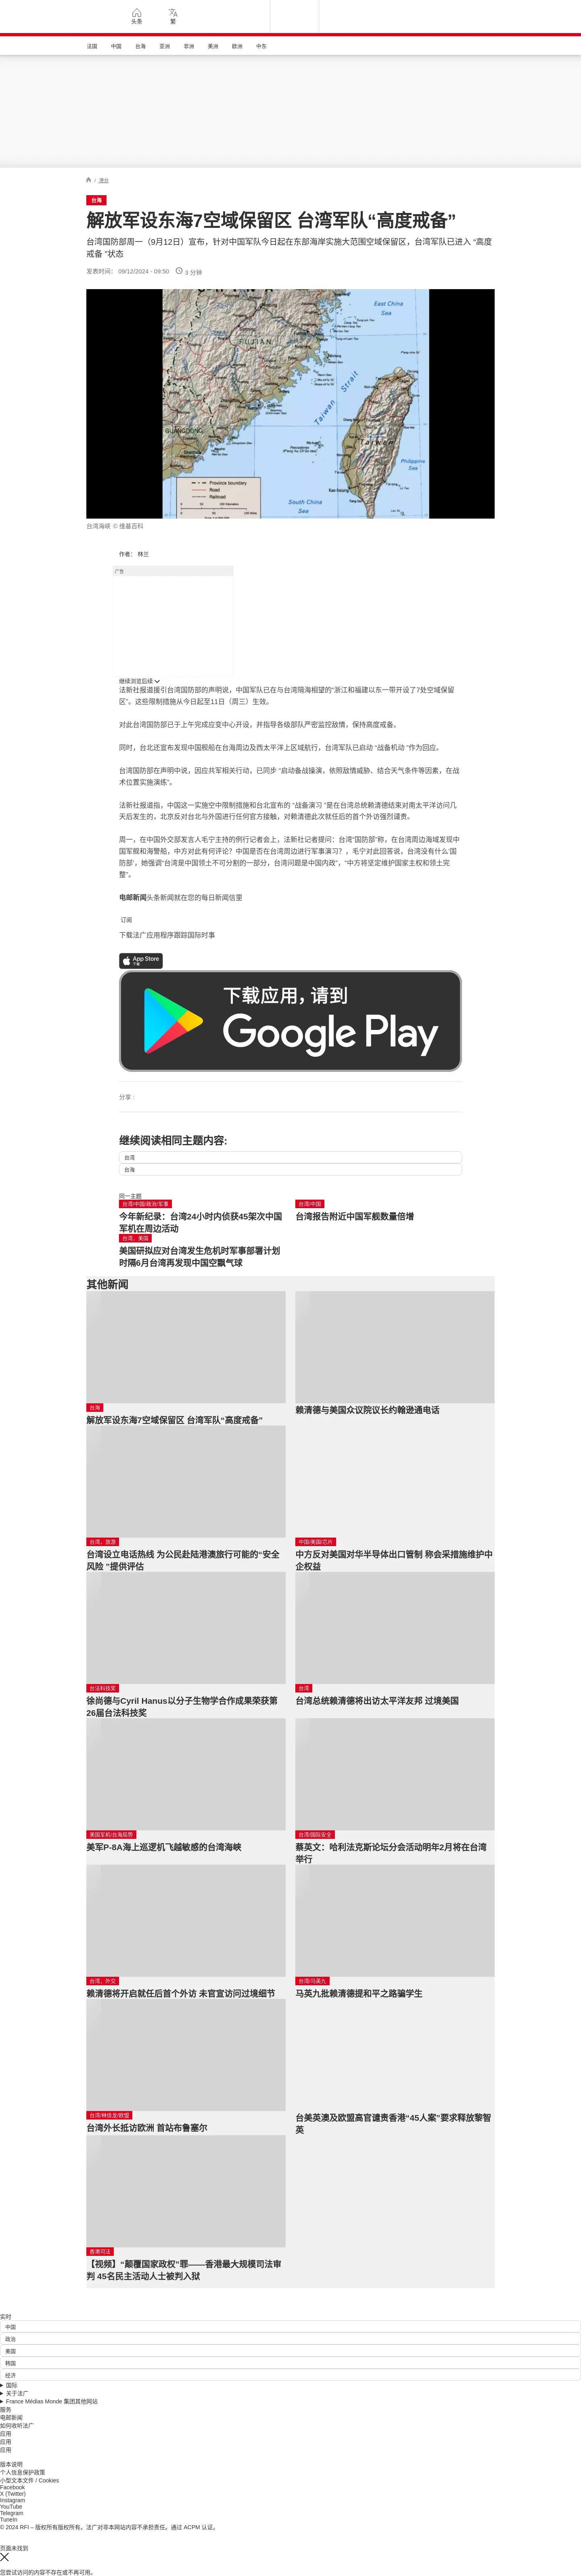 头条
繁
法国
中国
台海
亚洲
非洲
美洲
欧洲
中东
/ 港台
台海
解放军设东海7空域保留区 台湾军队“高度戒备”
台湾国防部周一（9月12日）宣布，针对中国军队今日起在东部海岸实施大范围空域保留区，台湾军队已进入 “高度
戒备 ”状态
发表时间： 09/12/2024 - 09:50
3 分钟
East China Sea
FUJIAN
Taiwan Strait
GUANGDONG
TAIWAN
Province boundary
Road
Railroad
South China Sea
Philippine Sea
台湾海峡 © 维基百科
作者： 林兰
广告
继续浏览后续
法新社报道援引台湾国防部的声明说，中国军队已在与台湾隔海相望的“浙江和福建以东一带开设了7处空域保留
区”。这些限制措施从今日起至11日（周三）生效。
对此台湾国防部已于上午完成应变中心开设，并指导各级部队严密监控敌情，保持高度戒备。
同时，台北还宣布发现中国舰船在台海周边及西太平洋上区域航行，台湾军队已启动 “战备机动 ”作为回应。
台湾国防部在声明中说，因应共军相关行动，已同步 “启动备战操演，依照敌情威胁、结合天气条件等因素，在战
术位置实施演练”。
法新社报道指，中国这一实施空中限制措施和台北宣布的 “战备演习 ”是在台湾总统赖清德结束对南太平洋访问几
天后发生的，北京反对台北与外国进行任何官方接触，对赖清德此次就任后的首个外访强烈谴责。
周一，在中国外交部发言人毛宁主持的例行记者会上，法新社记者提问：台湾“国防部”称，在台湾周边海域发现中
国军舰和海警船，中方对此有何评论？中国是否在台湾周边进行军事演习？，毛宁对此回答说，台湾没有什么‘国
防部’，她强调“台湾是中国领土不可分割的一部分，台湾问题是中国内政”，“中方将坚定维护国家主权和领土完
整”。
电邮新闻头条新闻就在您的每日新闻信里
订阅
下载法广应用程序跟踪国际时事
App Store
下载
下载应用，请到
Google Play
分享 :
继续阅读相同主题内容:
台湾
台海
同一主题
台湾/中国/政治/军事
今年新纪录：台湾24小时内侦获45架次中国
军机在周边活动
台湾/中国
台湾报告附近中国军舰数量倍增
台湾、美国
美国研拟应对台湾发生危机时军事部署计划
时隔6月台湾再发现中国空飘气球
其他新闻
台海
解放军设东海7空域保留区 台湾军队“高度戒备”
赖清德与美国众议院议长约翰逊通电话
台湾、旅游
台湾设立电话热线 为公民赴陆港澳旅行可能的“安全
风险 ”提供评估
中国/美国/芯片
中方反对美国对华半导体出口管制 称会采措施维护中
企权益
台法科技奖
徐尚德与Cyril Hanus以分子生物学合作成果荣获第
26届台法科技奖
台湾
台湾总统赖清德将出访太平洋友邦 过境美国
美国军机/台海局势
美军P-8A海上巡逻机飞越敏感的台湾海峡
台湾/国际安全
蔡英文：哈利法克斯论坛分会活动明年2月将在台湾
举行
台湾、外交
赖清德将开启就任后首个外访 未官宣访问过境细节
台湾/马英九
马英九批赖清德提和平之路骗学生
台湾/林佳龙/欧盟
台湾外长抵访欧洲 首站布鲁塞尔
台美英澳及欧盟高官谴责香港“45人案”要求释放黎智
英
香港司法
【视频】“颠覆国家政权”罪——香港最大规模司法审
判 45名民主活动人士被判入狱
实时
中国
政治
美国
韩国
经济
国际
关于法广
France Médias Monde 集团其他网站
服务
电邮新闻
如何收听法广
应用
应用
应用
版本说明
个人信息保护政策
小型文本文件 / Cookies
Facebook
X (Twitter)
Instagram
YouTube
Telegram
TuneIn
© 2024 RFI – 版权所有版权所有。法广对非本网站内容不承担责任。通过 ACPM 认证。
页面未找到
您尝试访问的内容不存在或不再可用。